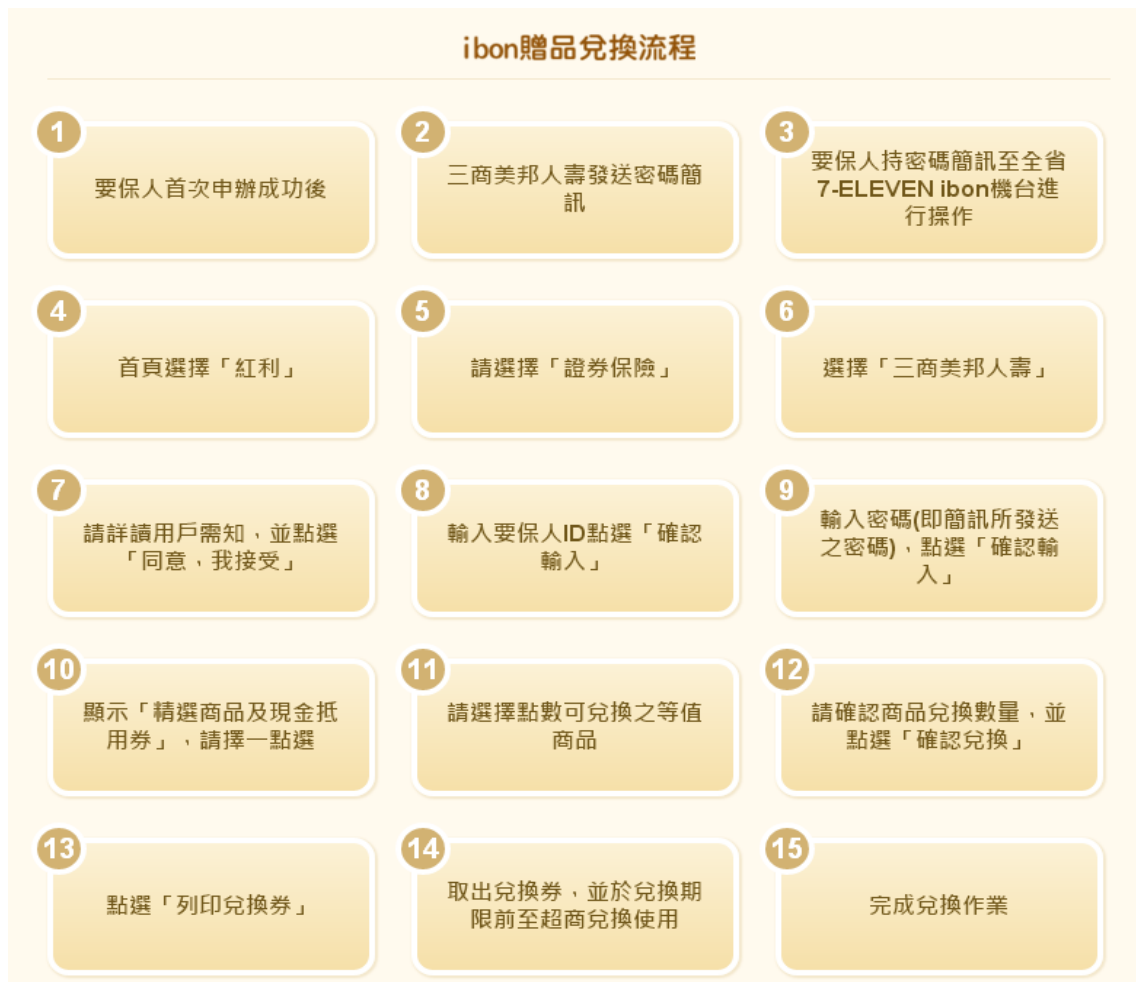 ibon贈品兌換流程
1
要保人首次申辦成功後
2
三商美邦人壽發送密碼簡
訊
3
要保人持密碼簡訊至全省
7-ELEVEN ibon機台進
行操作
4
首頁選擇「紅利」
5
請選擇「證券保險」
6
選擇「三商美邦人壽」
7
請詳讀用戶需知，並點選
「同意，我接受」
8
輸入要保人ID點選「確認
輸入」
9
輸入密碼(即簡訊所發送
之密碼)，點選「確認輸
入」
10
顯示「精選商品及現金抵
用券」，請擇一點選
11
請選擇點數可兌換之等值
商品
12
請確認商品兌換數量，並
點選「確認兌換」
13
點選「列印兌換券」
14
取出兌換券，並於兌換期
限前至超商兌換使用
15
完成兌換作業